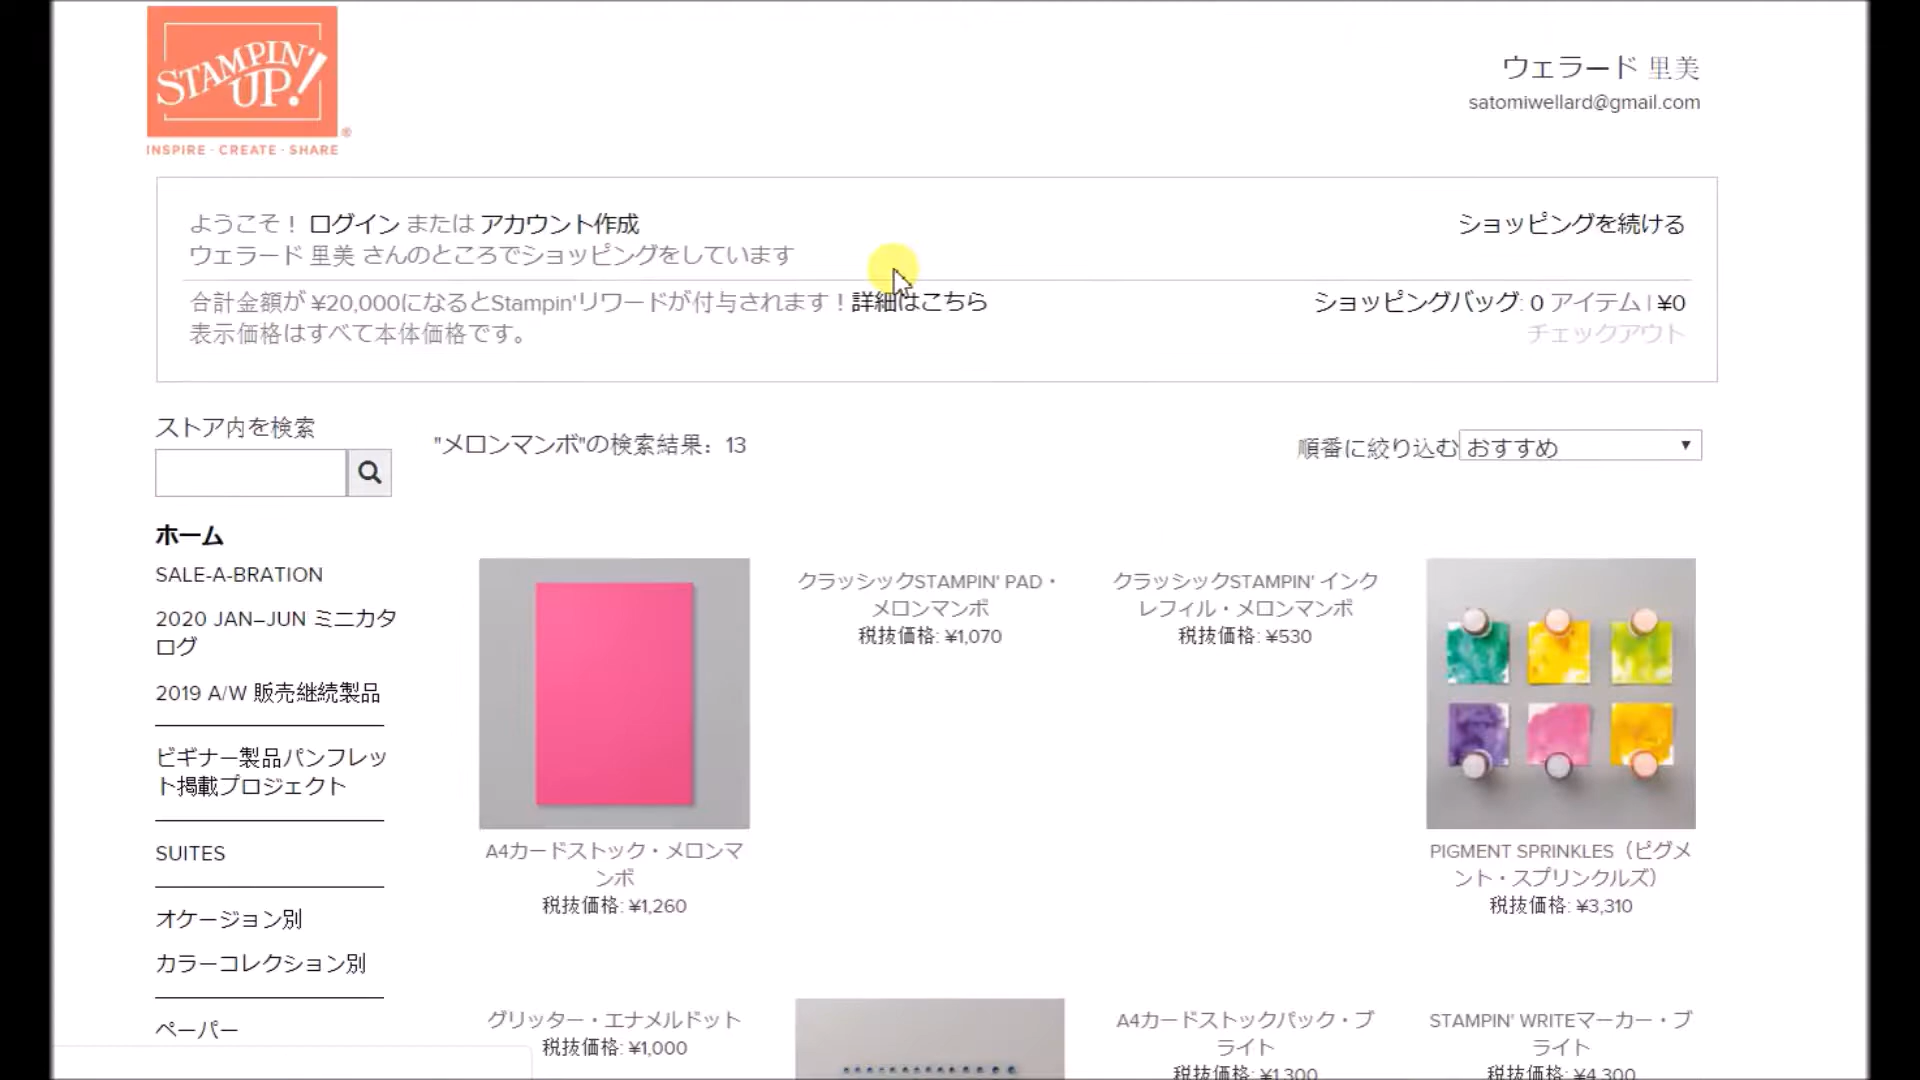 STAMPIN'
UP!
®
INSPIRE · CREATE · SHARE
ウェラード 里美
satomiwellard@gmail.com
ようこそ！ ログイン または アカウント作成
ショッピングを続ける
ウェラード 里美 さんのところでショッピングをしています
合計金額が ¥20,000になるとStampin'リワードが付与されます！詳細はこちら
ショッピングバッグ: 0 アイテム | ¥0
表示価格はすべて本体価格です。
チェックアウト
ストア内を検索
"メロンマンボ"の検索結果：13
順番に絞り込む おすすめ
ホーム
SALE-A-BRATION
2020 JAN–JUN ミニカタ
ログ
2019 A/W 販売継続製品
ビギナー製品パンフレッ
ト掲載プロジェクト
SUITES
オケージョン別
カラーコレクション別
ペーパー
A4カードストック・メロンマ
ンボ
税抜価格: ¥1,260
クラッシックSTAMPIN' PAD・
メロンマンボ
税抜価格: ¥1,070
クラッシックSTAMPIN' インク
レフィル・メロンマンボ
税抜価格: ¥530
PIGMENT SPRINKLES（ピグメ
ント・スプリンクルズ）
税抜価格: ¥3,310
グリッター・エナメルドット
税抜価格: ¥1,000
A4カードストックパック・ブ
ライト
税抜価格: ¥1,300
STAMPIN' WRITEマーカー・ブ
ライト
税抜価格: ¥4,300